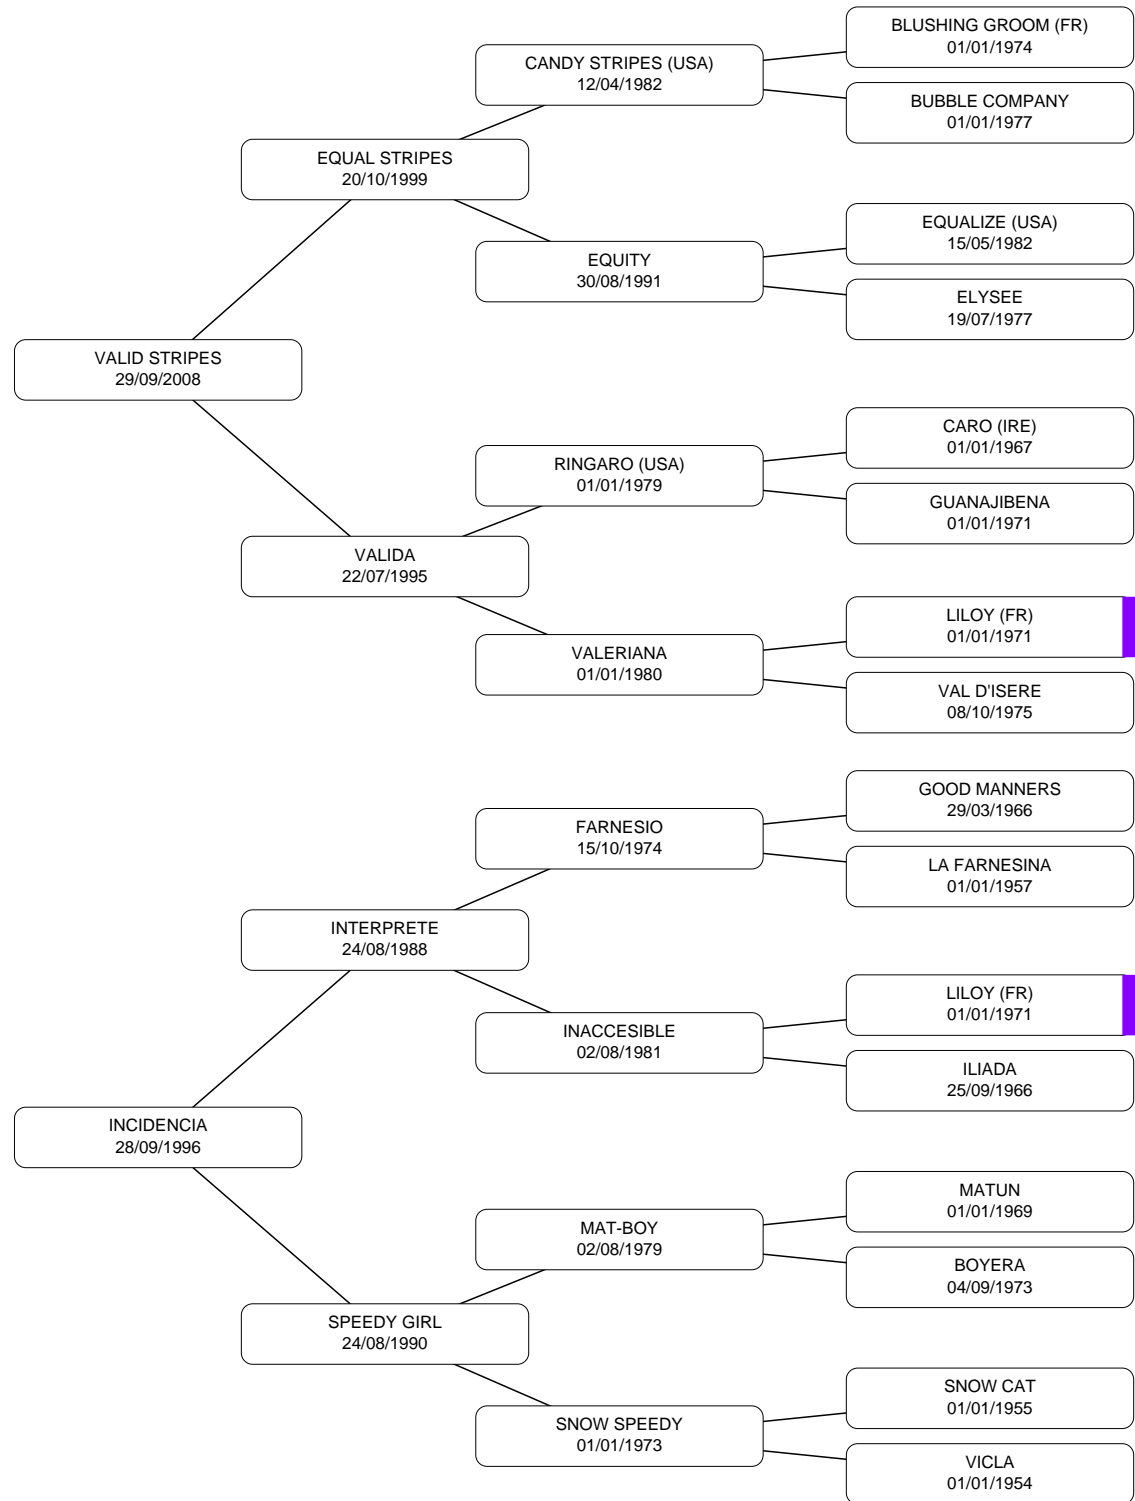 BLUSHING GROOM (FR)
01/01/1974
CANDY STRIPES (USA)
12/04/1982
BUBBLE COMPANY
01/01/1977
EQUAL STRIPES
20/10/1999
EQUALIZE (USA)
15/05/1982
EQUITY
30/08/1991
ELYSEE
19/07/1977
VALID STRIPES
29/09/2008
CARO (IRE)
01/01/1967
RINGARO (USA)
01/01/1979
GUANAJIBENA
01/01/1971
VALIDA
22/07/1995
LILOY (FR)
01/01/1971
VALERIANA
01/01/1980
VAL D'ISERE
08/10/1975
GOOD MANNERS
29/03/1966
FARNESIO
15/10/1974
LA FARNESINA
01/01/1957
INTERPRETE
24/08/1988
LILOY (FR)
01/01/1971
INACCESIBLE
02/08/1981
ILIADA
25/09/1966
INCIDENCIA
28/09/1996
MATUN
01/01/1969
MAT-BOY
02/08/1979
BOYERA
04/09/1973
SPEEDY GIRL
24/08/1990
SNOW CAT
01/01/1955
SNOW SPEEDY
01/01/1973
VICLA
01/01/1954